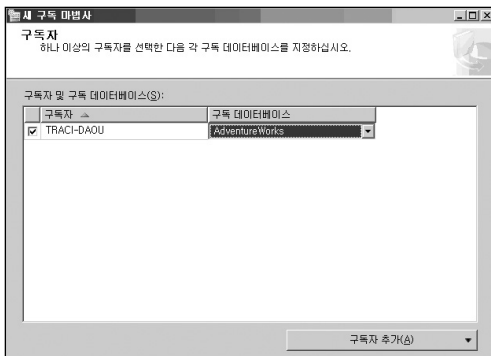 새 구독 마법사
구독자
하나 이상의 구독자를 선택한 다음 각 구독 데이터베이스를 지정하십시오.
구독자 및 구독 데이터베이스(S):
구독자 구독 데이터베이스
TRACI-DAOU AdventureWorks
구독자 추가(A)